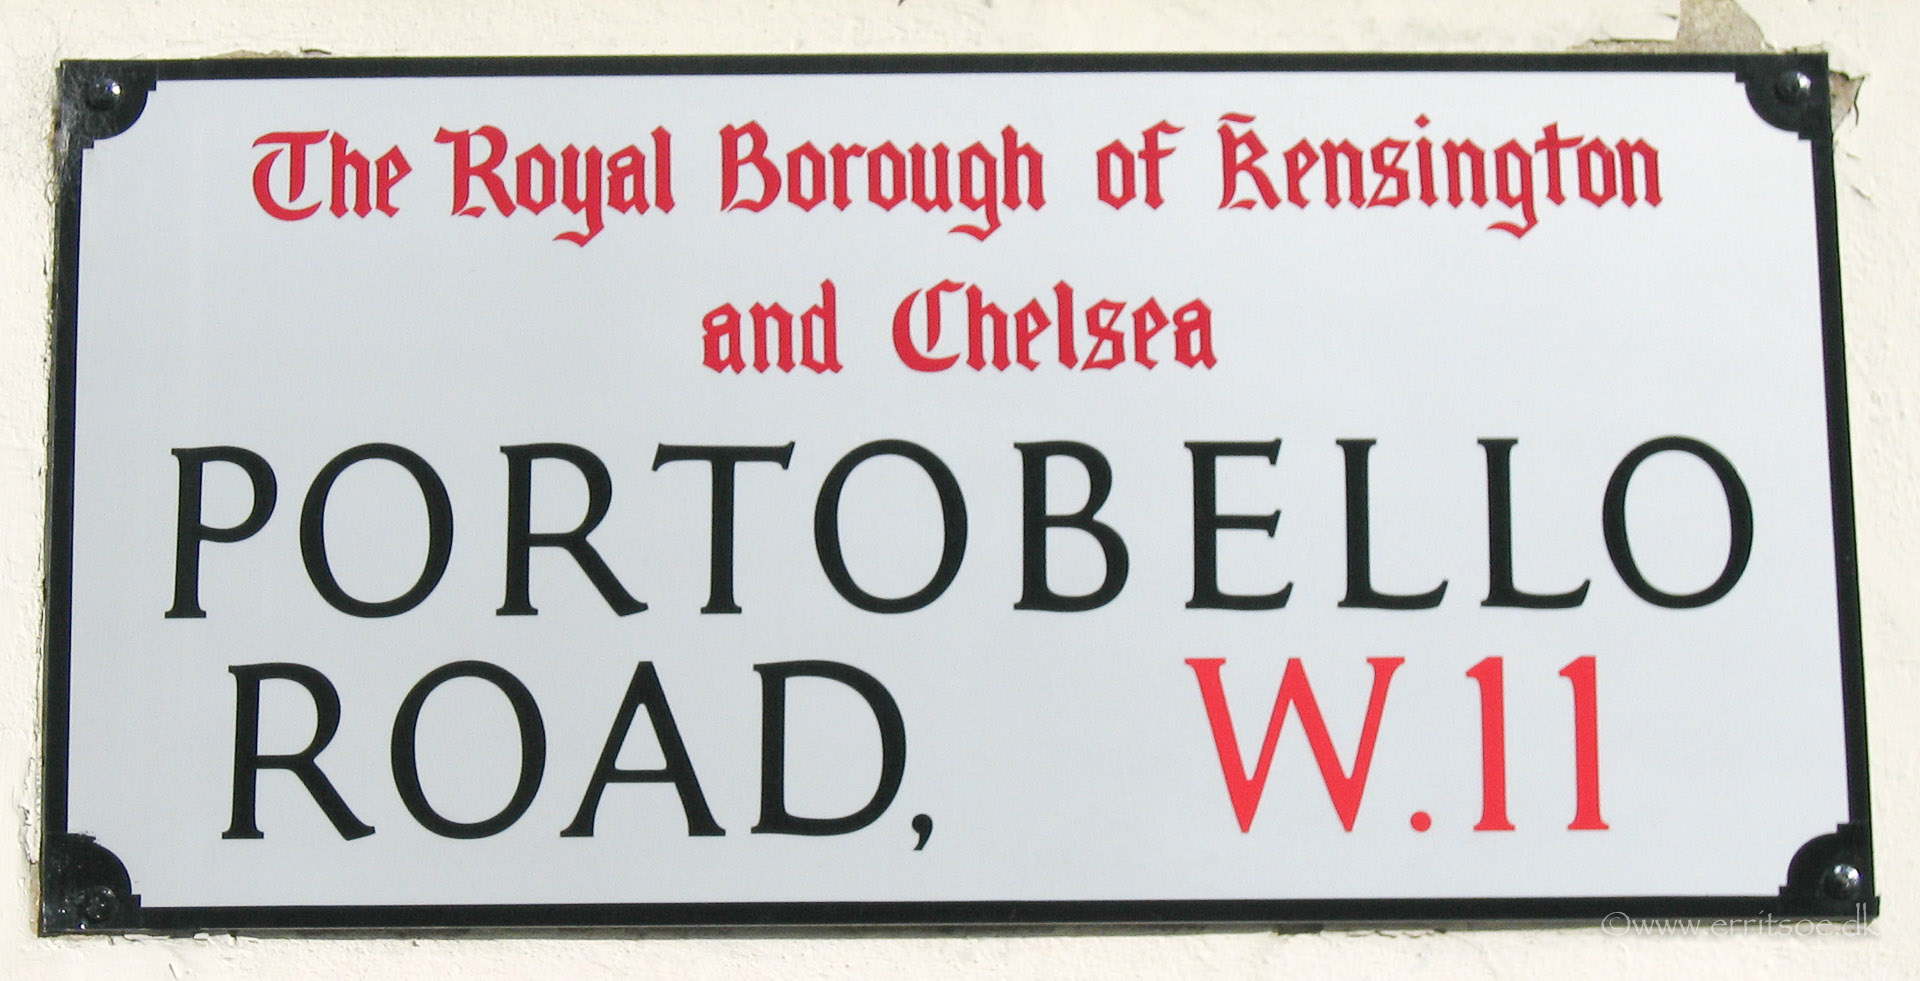 The Royal Borough of Kensington
and Chelsea
PORTOBELLO
ROAD, W.11
©www.erritsoe.dk